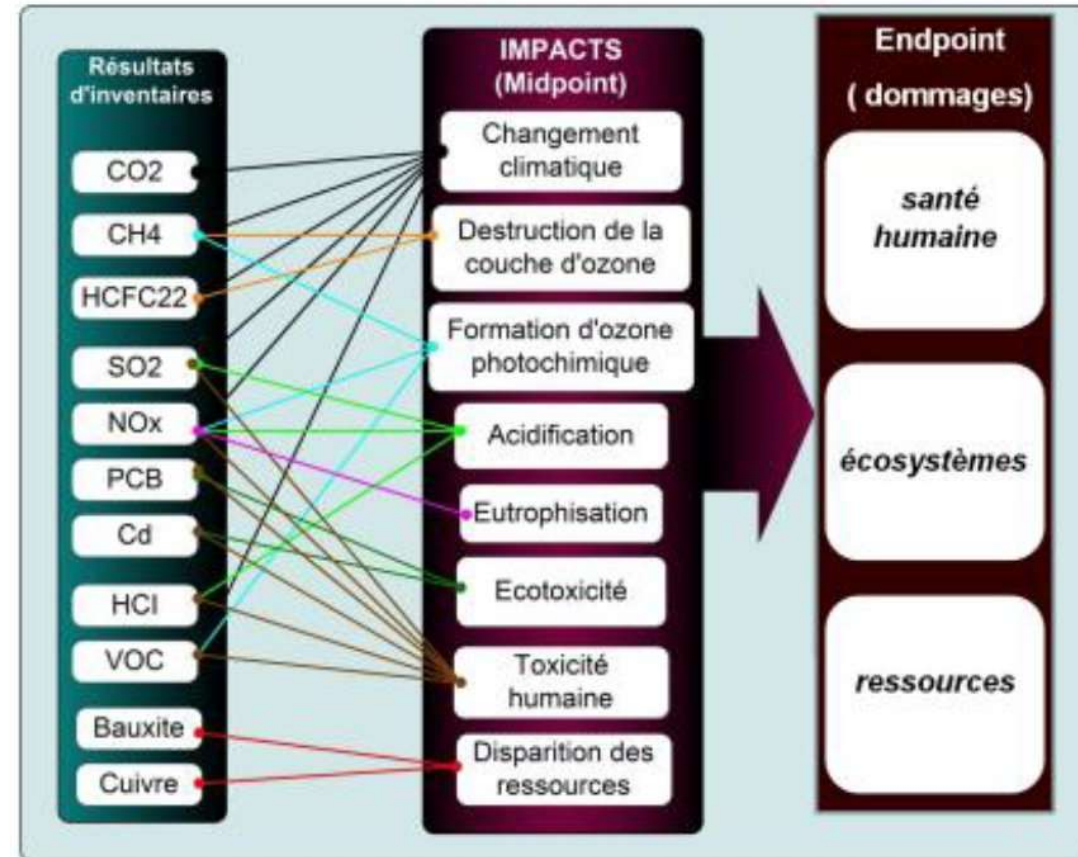 Résultats
d'inventaires
CO2
CH4
HCFC22
SO2
NOx
PCB
Cd
HCl
VOC
Bauxite
Cuivre
IMPACTS
(Midpoint)
Changement
climatique
Destruction de la
couche d'ozone
Formation d'ozone
photochimique
Acidification
Eutrophisation
Ecotoxicité
Toxicité
humaine
Disparition des
ressources
Endpoint
( dommages)
santé
humaine
écosystèmes
ressources